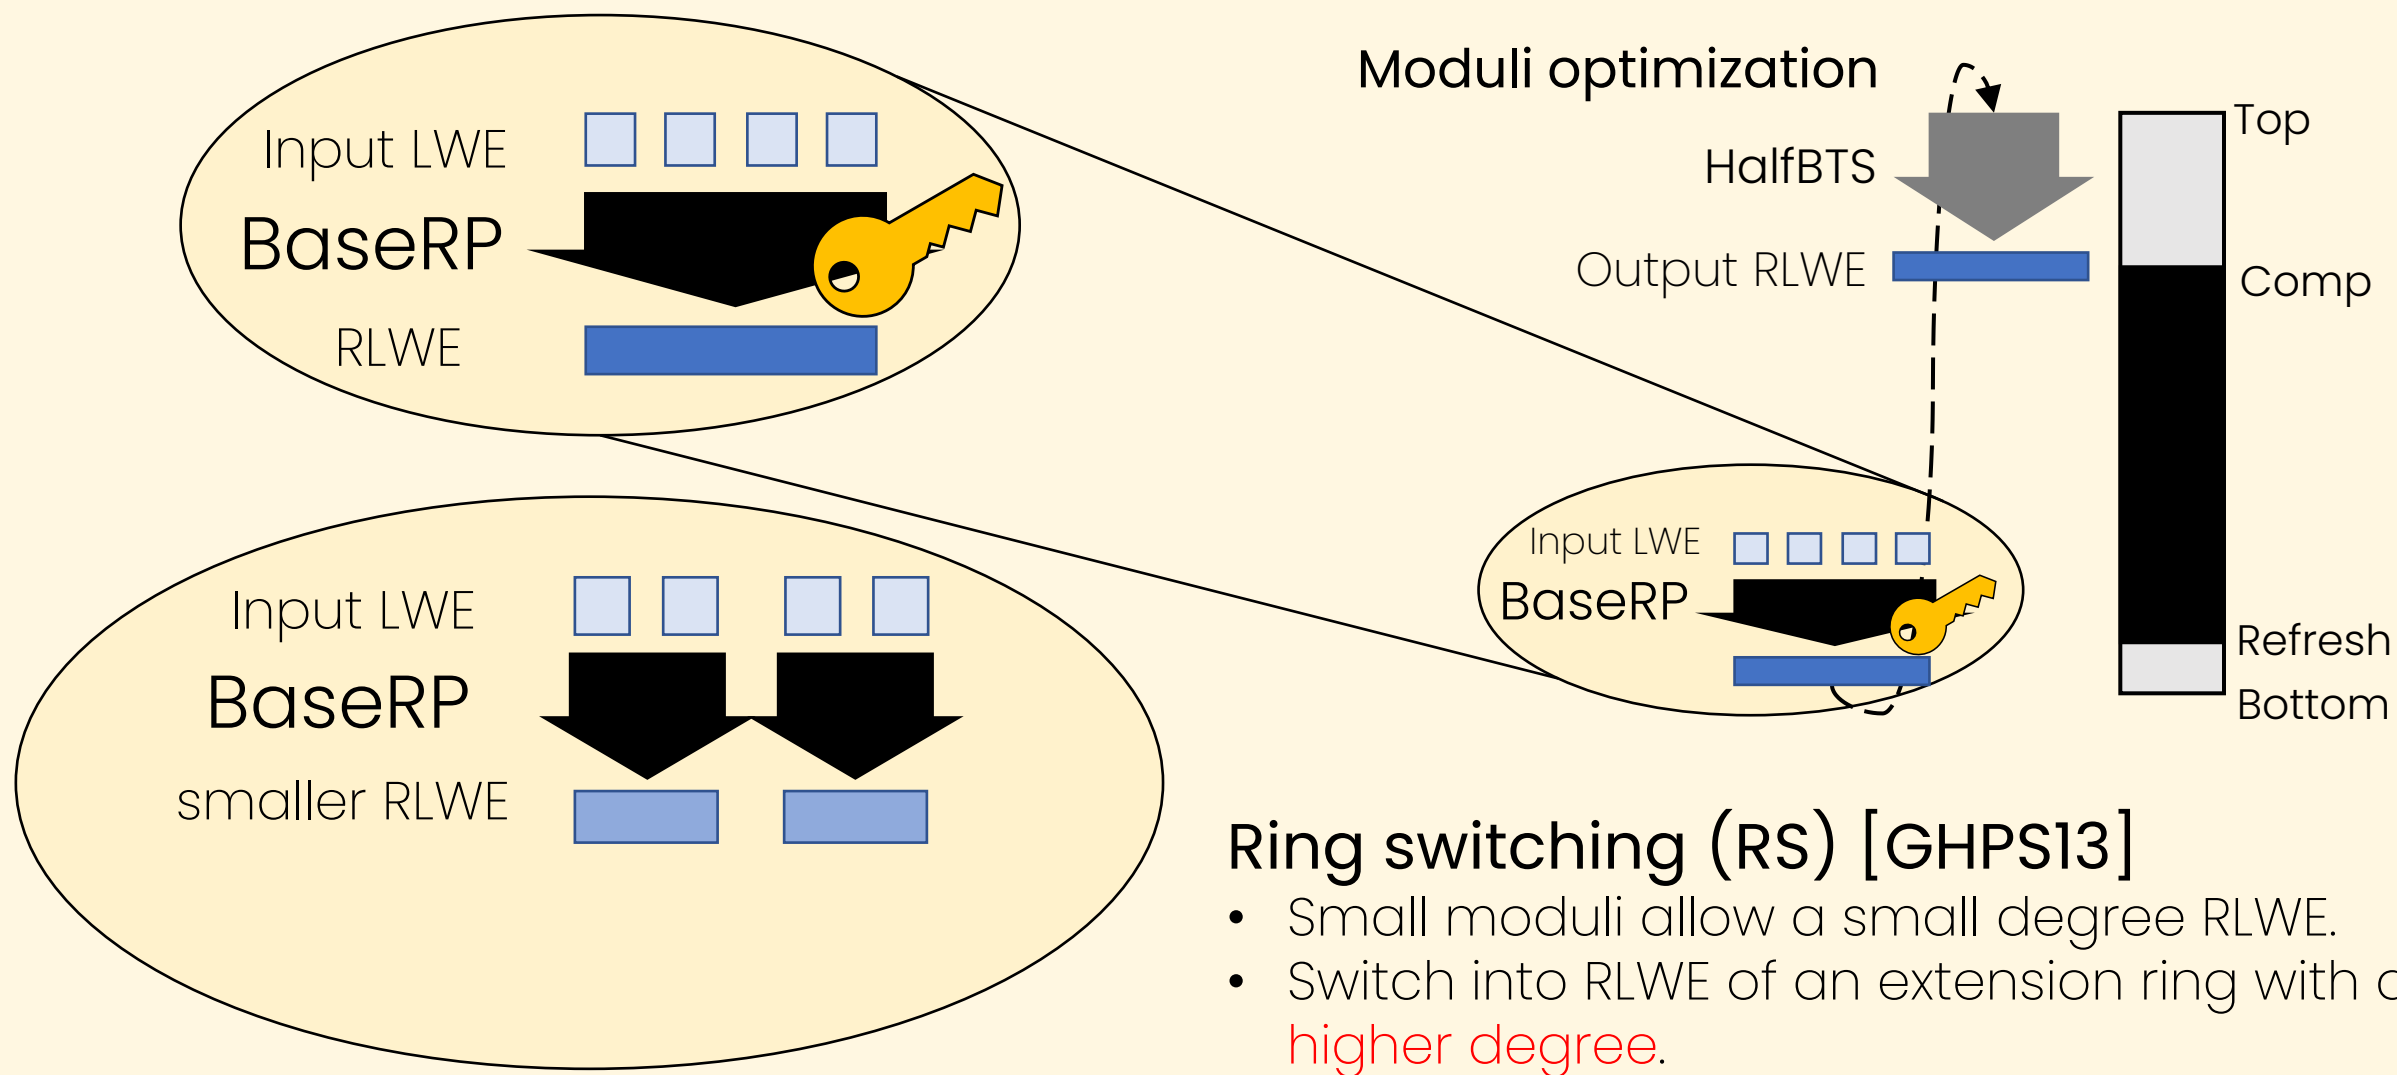 Input LWE
BaseRP
RLWE
Input LWE
BaseRP
smaller RLWE
Moduli optimization
HalfBTS
Output RLWE
Top
Comp
Refresh
Bottom
Input LWE
BaseRP
Ring switching (RS) [GHPS13]
• Small moduli allow a small degree RLWE.
• Switch into RLWE of an extension ring with a
higher degree.